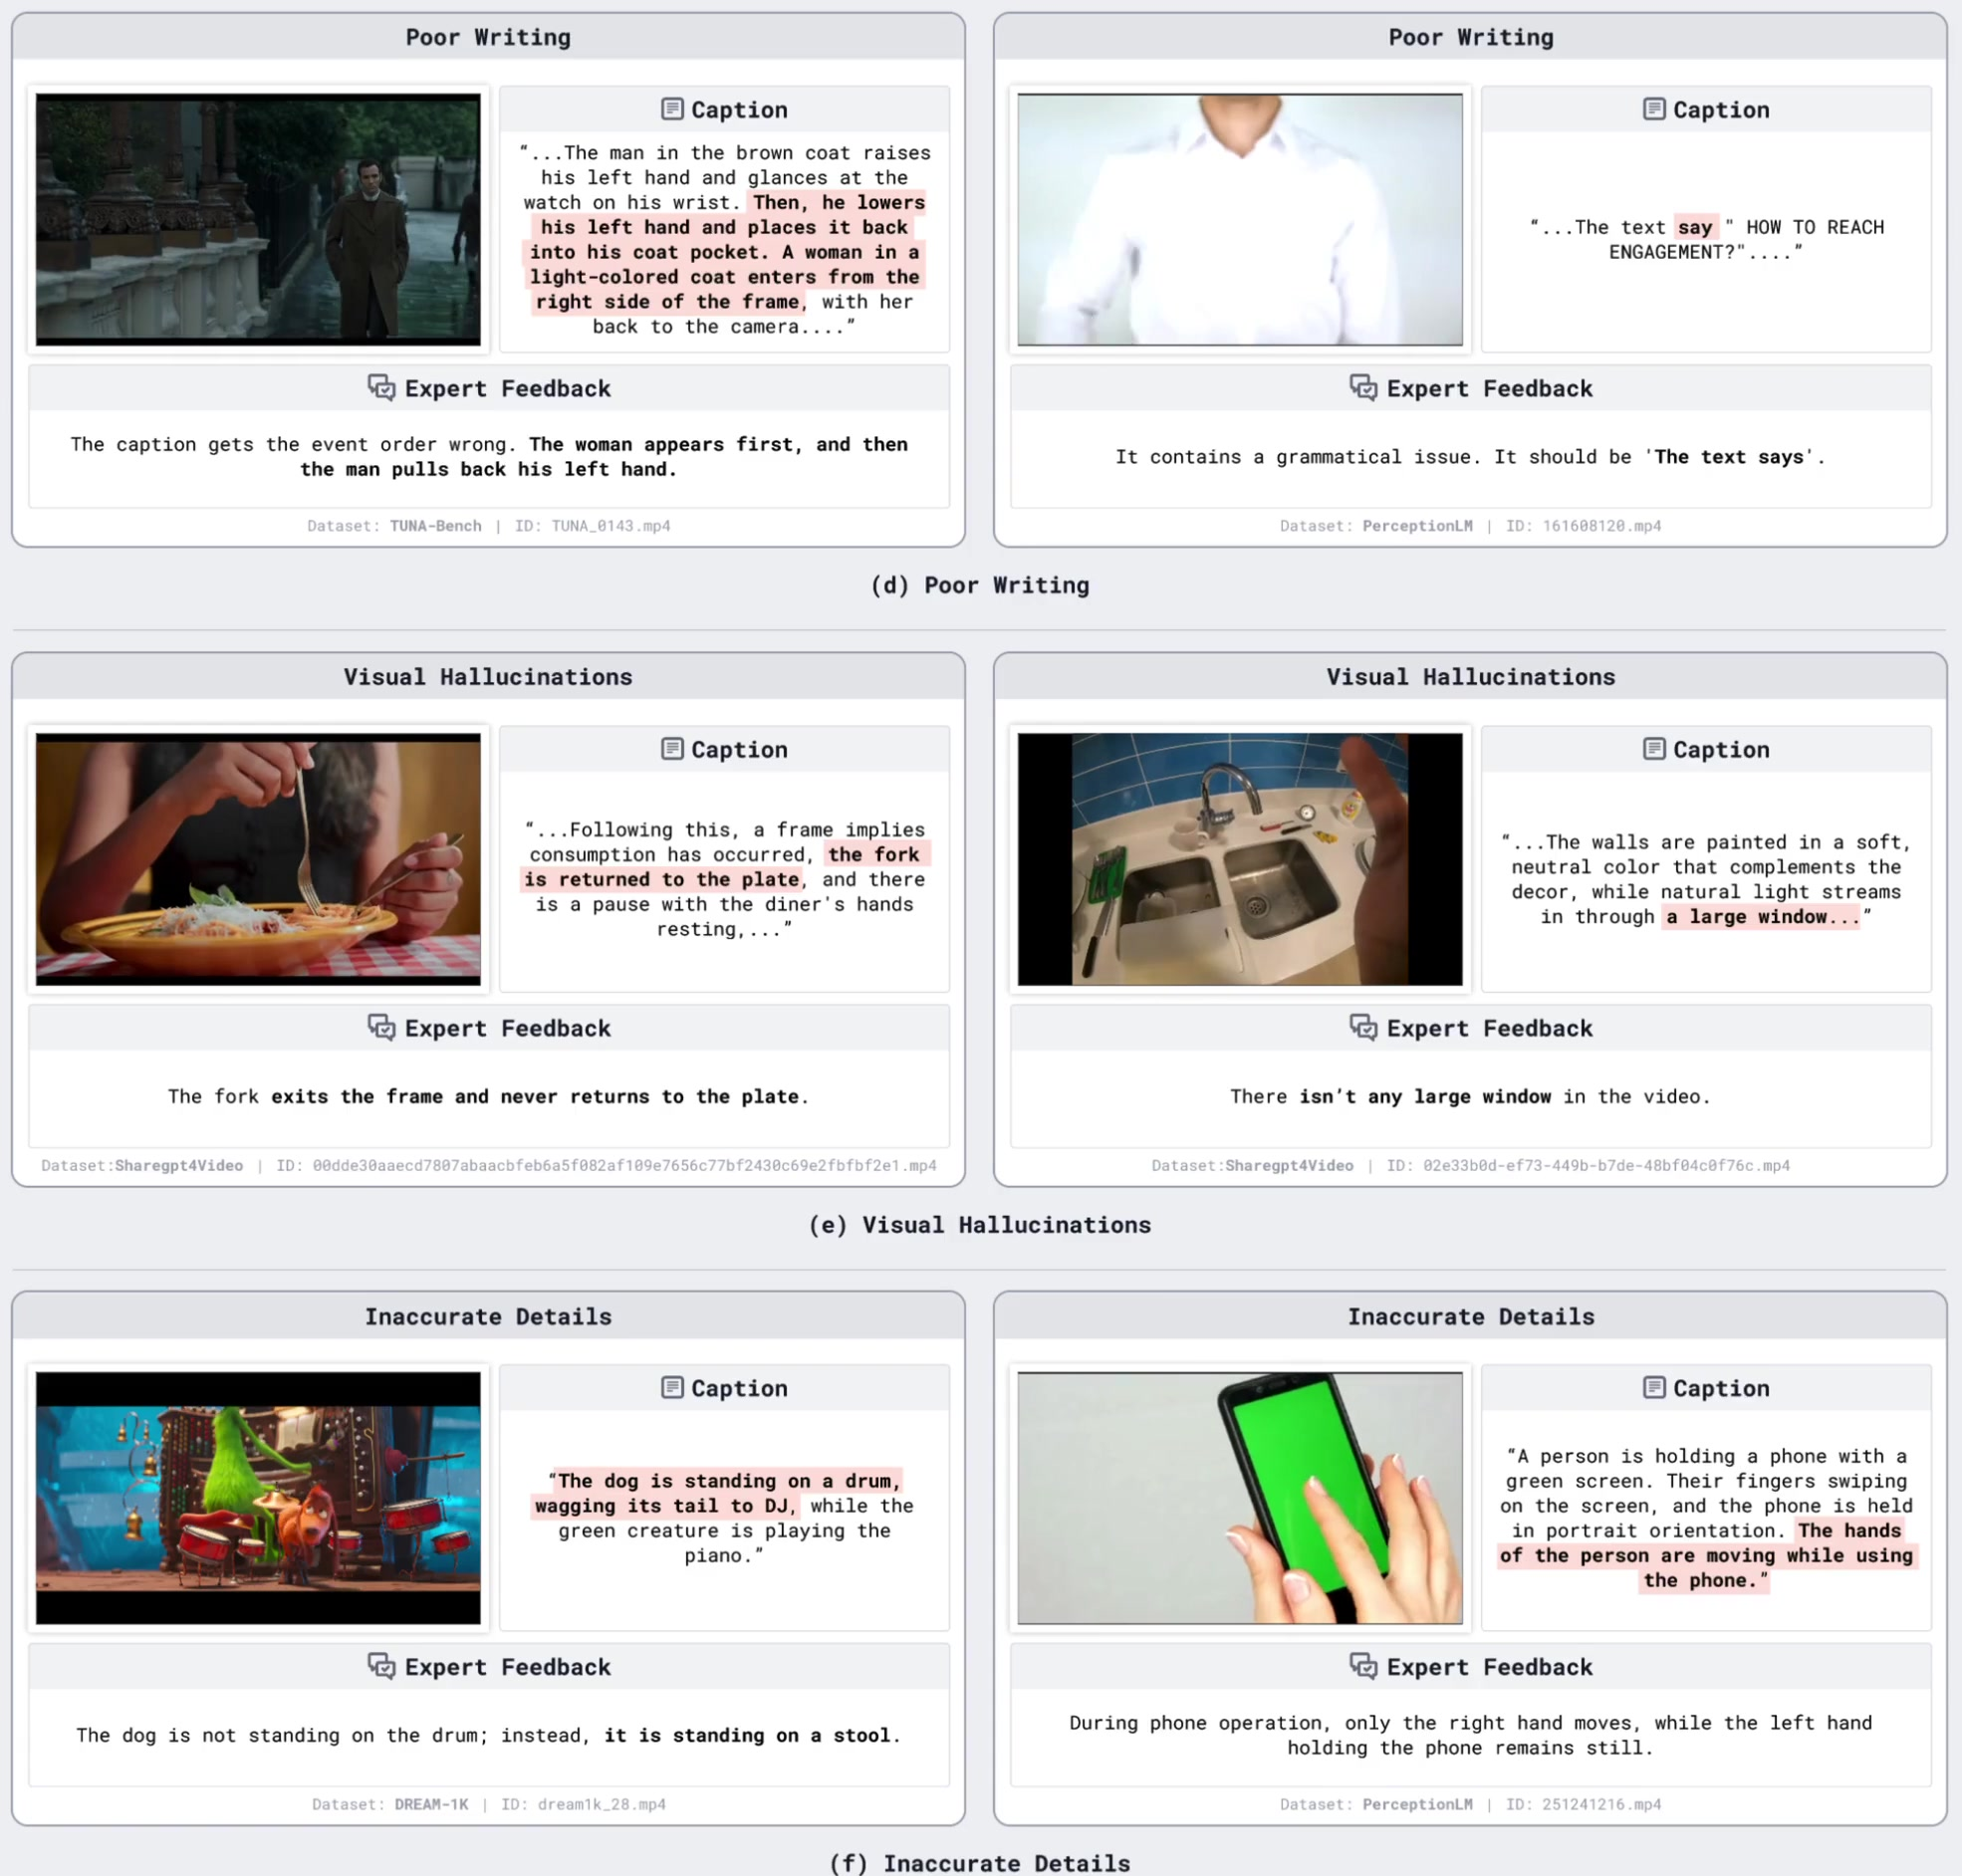 Poor Writing
Caption
“...The man in the brown coat raises
his left hand and glances at the
watch on his wrist. Then, he lowers
his left hand and places it back
into his coat pocket. A woman in a
light-colored coat enters from the
right side of the frame, with her
back to the camera....”
Expert Feedback
The caption gets the event order wrong. The woman appears first, and then
the man pulls back his left hand.
Dataset: TUNA-Bench | ID: TUNA_0143.mp4
Poor Writing
Caption
“...The text say " HOW TO REACH
ENGAGEMENT?"....”
Expert Feedback
It contains a grammatical issue. It should be 'The text says'.
Dataset: PerceptionLM | ID: 161608120.mp4
(d) Poor Writing
Visual Hallucinations
Caption
“...Following this, a frame implies
consumption has occurred, the fork
is returned to the plate, and there
is a pause with the diner's hands
resting,...”
Expert Feedback
The fork exits the frame and never returns to the plate.
Dataset:Sharegpt4Video | ID: 00dde30aaecd7807abaacbfeb6a5f082af109e7656c77bf2430c69e2fbfbf2e1.mp4
Visual Hallucinations
Caption
“...The walls are painted in a soft,
neutral color that complements the
decor, while natural light streams
in through a large window...”
Expert Feedback
There isn’t any large window in the video.
Dataset:Sharegpt4Video | ID: 02e33b0d-ef73-449b-b7de-48bf04c0f76c.mp4
(e) Visual Hallucinations
Inaccurate Details
Caption
“The dog is standing on a drum,
wagging its tail to DJ, while the
green creature is playing the
piano.”
Expert Feedback
The dog is not standing on the drum; instead, it is standing on a stool.
Dataset: DREAM-1K | ID: dream1k_28.mp4
Inaccurate Details
Caption
“A person is holding a phone with a
green screen. Their fingers swiping
on the screen, and the phone is held
in portrait orientation. The hands
of the person are moving while using
the phone.”
Expert Feedback
During phone operation, only the right hand moves, while the left hand
holding the phone remains still.
Dataset: PerceptionLM | ID: 251241216.mp4
(f) Inaccurate Details